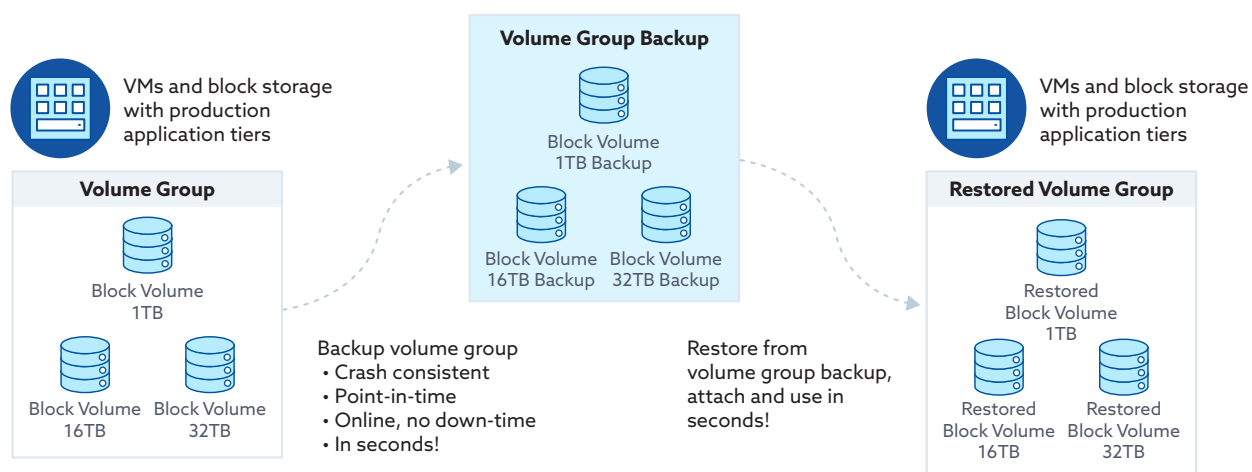 VMs and block storage
with production
application tiers
Volume Group
Block Volume
1TB
Block Volume
16TB
Block Volume
32TB
Volume Group Backup
Block Volume
1TB Backup
Block Volume
16TB Backup
Block Volume
32TB Backup
Backup volume group
• Crash consistent
• Point-in-time
• Online, no down-time
• In seconds!
Restore from
volume group backup,
attach and use in
seconds!
VMs and block storage
with production
application tiers
Restored Volume Group
Restored
Block Volume
1TB
Restored
Block Volume
16TB
Restored
Block Volume
32TB